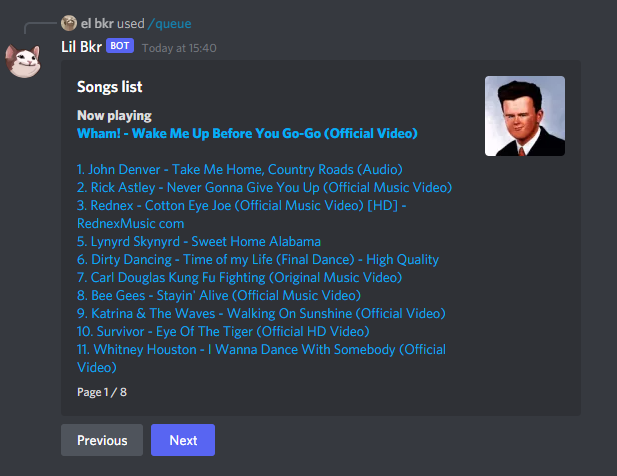 el bkr used /queue
Lil Bkr BOT Today at 15:40
Songs list
Now playing
Wham! - Wake Me Up Before You Go-Go (Official Video)
1. John Denver - Take Me Home, Country Roads (Audio)
2. Rick Astley - Never Gonna Give You Up (Official Music Video)
3. Rednex - Cotton Eye Joe (Official Music Video) [HD] -
RednexMusic com
5. Lynyrd Skynyrd - Sweet Home Alabama
6. Dirty Dancing - Time of my Life (Final Dance) - High Quality
7. Carl Douglas Kung Fu Fighting (Original Music Video)
8. Bee Gees - Stayin' Alive (Official Music Video)
9. Katrina & The Waves - Walking On Sunshine (Official Video)
10. Survivor - Eye Of The Tiger (Official HD Video)
11. Whitney Houston - I Wanna Dance With Somebody (Official
Video)
Page 1 / 8
Previous Next